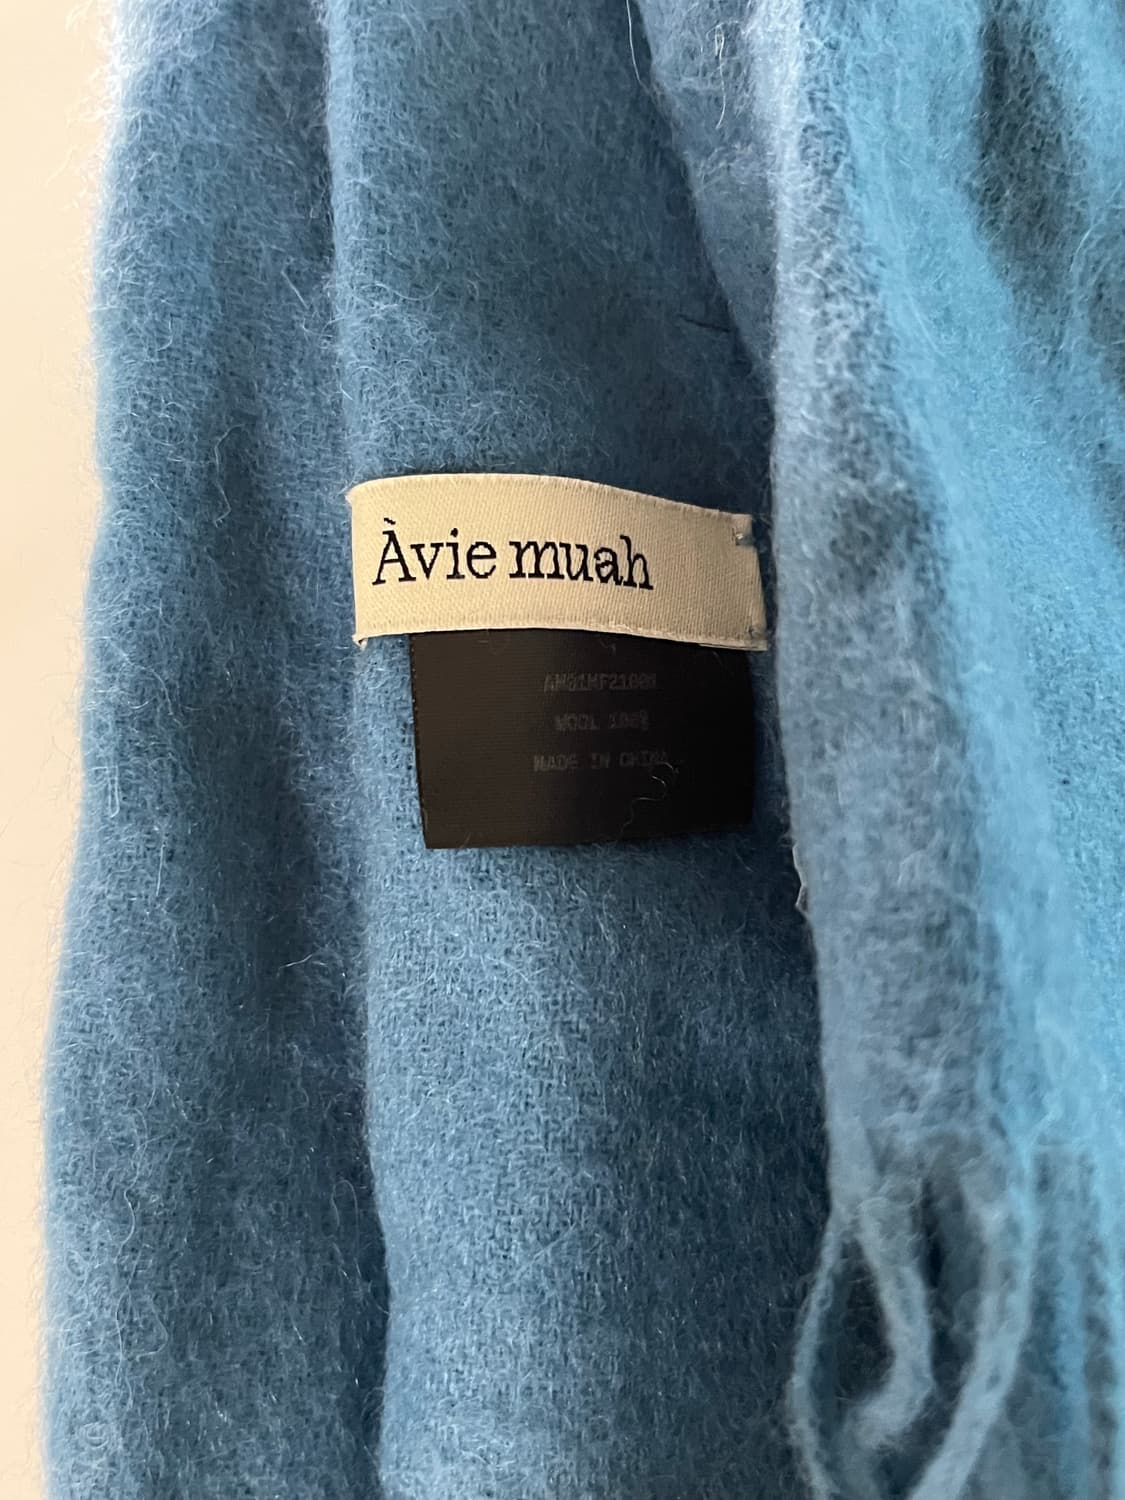 Àvie muah
WOOL 100%
MADE IN CHINA